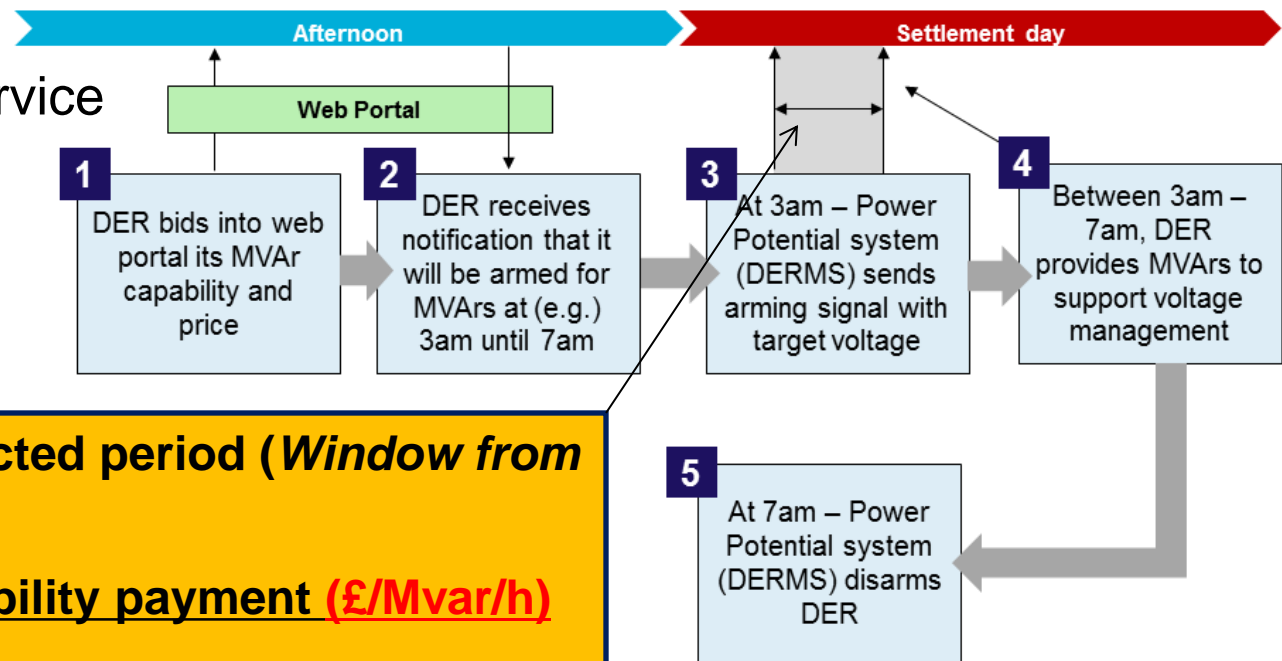 Afternoon
Settlement day
Web Portal
1
DER bids into web
portal its MVAr
capability and
price
2
DER receives
notification that it
will be armed for
MVArs at (e.g.)
3am until 7am
3
At 3am – Power
Potential system
(DERMS) sends
arming signal with
target voltage
4
Between 3am –
7am, DER
provides MVArs to
support voltage
management
5
At 7am – Power
Potential system
(DERMS) disarms
DER
period (Window from
payment (£/Mvar/h)